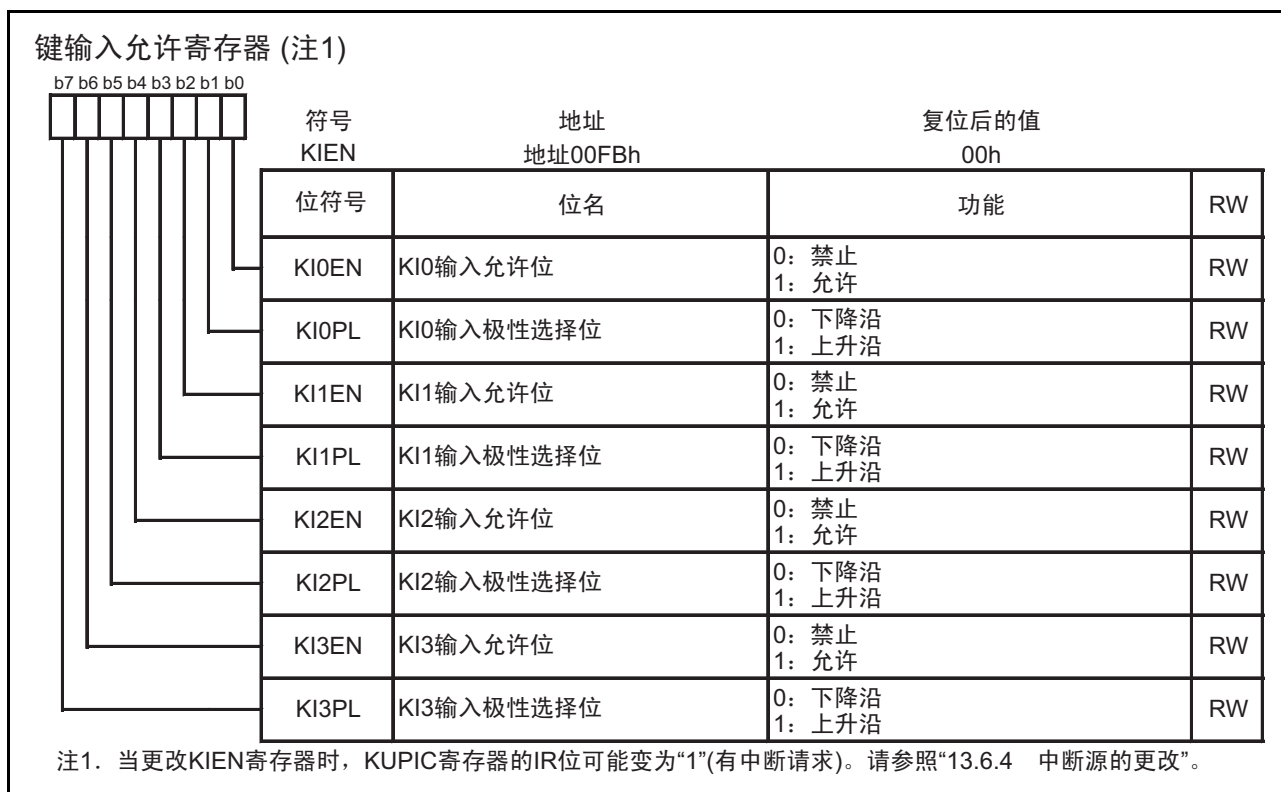 键输入允许寄存器 (注1)
b7 b6 b5 b4 b3 b2 b1 b0
符号 地址 复位后的值
KIEN 地址00FBh 00h
位符号 位名 功能 RW
KI0EN KI0输入允许位 0：禁止 RW
1：允许
KI0PL KI0输入极性选择位 0：下降沿 RW
1：上升沿
KI1EN KI1输入允许位 0：禁止 RW
1：允许
KI1PL KI1输入极性选择位 0：下降沿 RW
1：上升沿
KI2EN KI2输入允许位 0：禁止 RW
1：允许
KI2PL KI2输入极性选择位 0：下降沿 RW
1：上升沿
KI3EN KI3输入允许位 0：禁止 RW
1：允许
KI3PL KI3输入极性选择位 0：下降沿 RW
1：上升沿
注1. 当更改KIEN寄存器时，KUPIC寄存器的IR位可能变为“1”(有中断请求)。请参照“13.6.4 中断源的更改”。